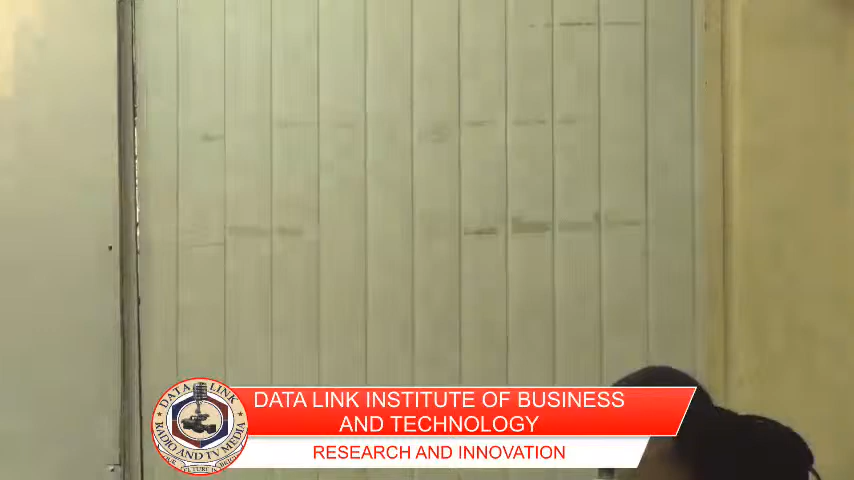 DATA LINK INSTITUTE OF BUSINESS
AND TECHNOLOGY
RESEARCH AND INNOVATION
DATA LINK
RADIO AND TV MEDIA